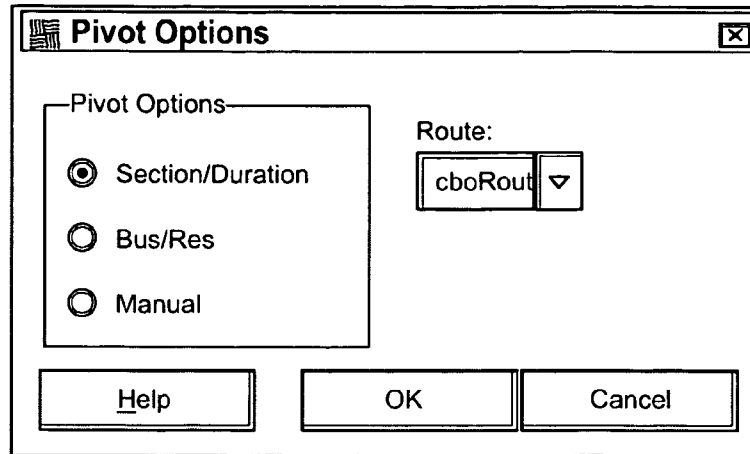 Pivot Options
Pivot Options
Section/Duration
Bus/Res
Manual
Route:
cboRout
Help
OK
Cancel